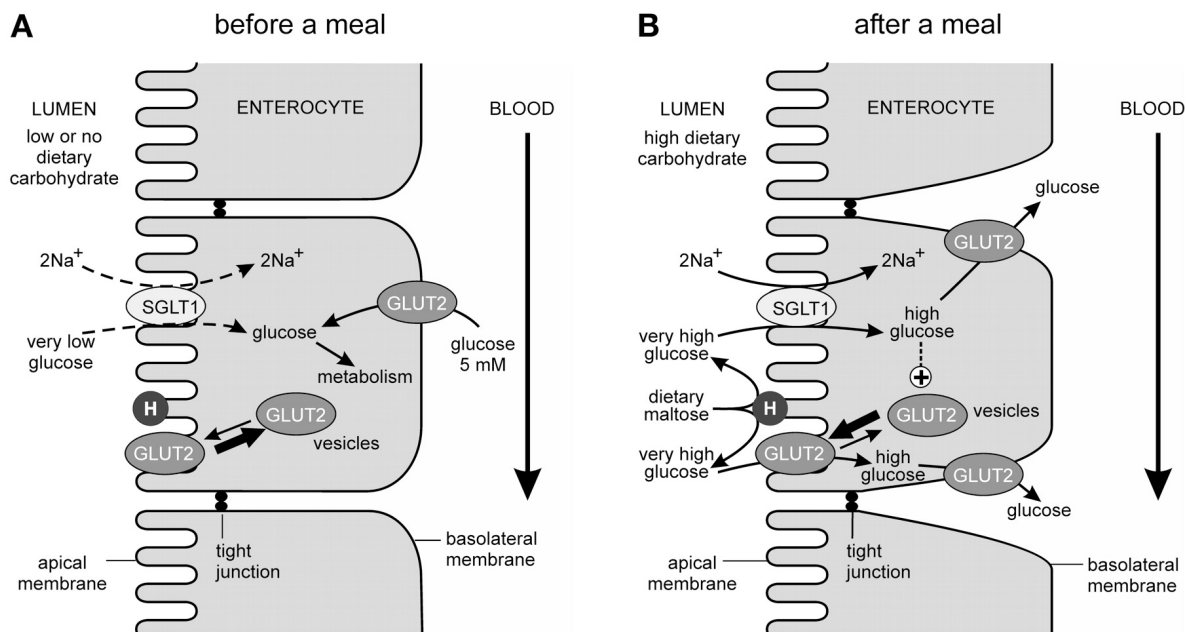 A
before a meal
LUMEN
low or no
dietary
carbohydrate
ENTEROCYTE
BLOOD
2Na+
2Na+
SGLT1
GLUT2
very low
glucose
glucose
glucose
5 mM
metabolism
H
GLUT2
vesicles
GLUT2
apical
membrane
tight
junction
basolateral
membrane
B
after a meal
LUMEN
high dietary
carbohydrate
ENTEROCYTE
BLOOD
glucose
GLUT2
2Na+
2Na+
SGLT1
high
glucose
very high
glucose
+
dietary
maltose
H
GLUT2
vesicles
very high
glucose
GLUT2
high
glucose
GLUT2
glucose
apical
membrane
tight
junction
basolateral
membrane